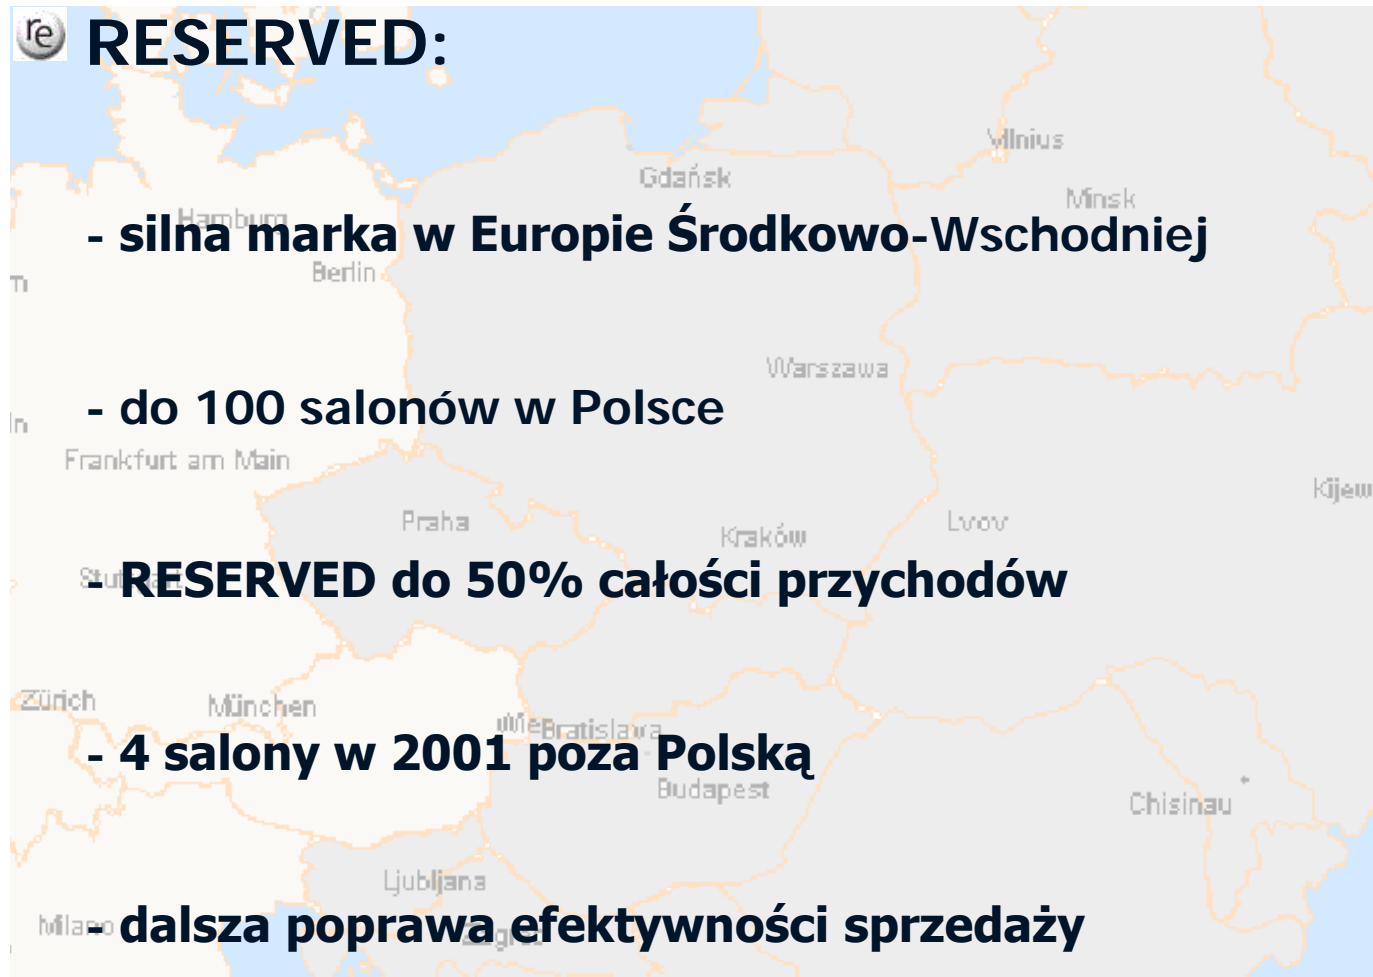 re RESERVED:
Vilnius
Gdańsk
Minsk
Hamburg
- silna marka w Europie Środkowo-Wschodniej
Berlin
Warszawa
- do 100 salonów w Polsce
Frankfurt am Main
Kijew
Praha
Lvov
Kraków
- RESERVED do 50% całości przychodów
Zürich
München
Bratislava
- 4 salony w 2001 poza Polską
Budapest
Chisinau
Ljubljana
Milano
- dalsza poprawa efektywności sprzedaży